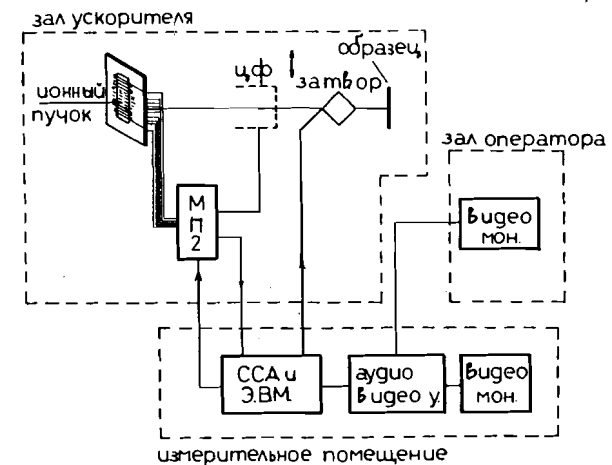 зал ускорителя
образец
ц.ф.
затвор
ионный
пучок
зал оператора
М
П
2
видео
мон.
ССА и
Э.ВМ.
аудио
видео у.
видео
мон.
измерительное помещение